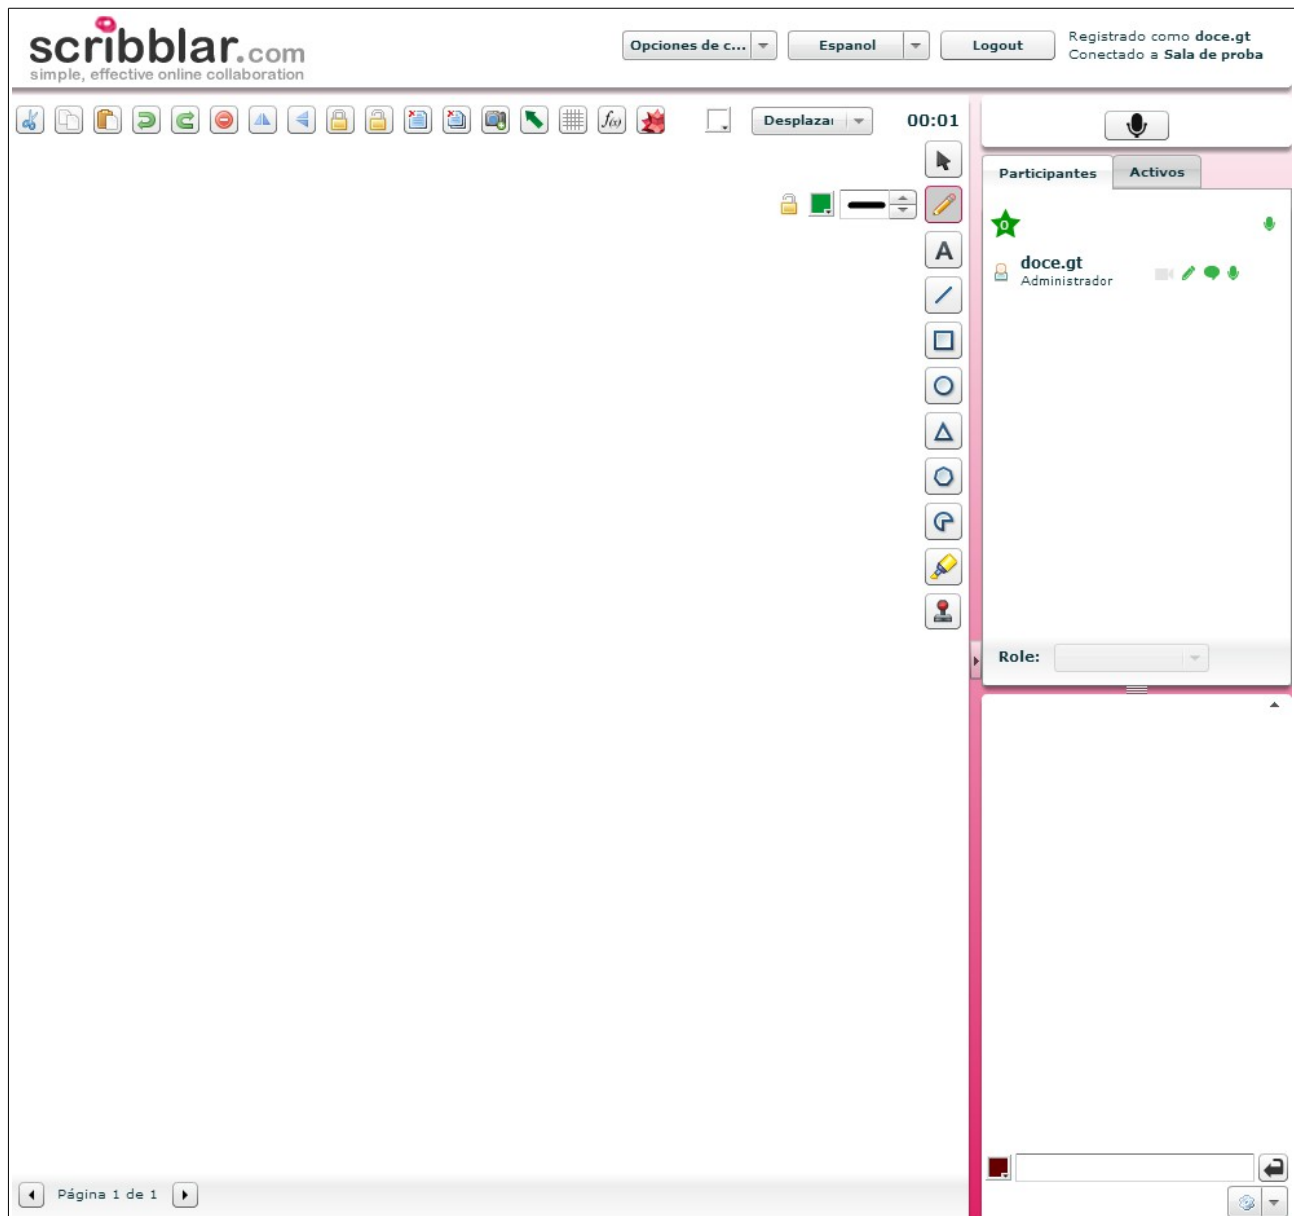 scribblar.com
simple, effective online collaboration
Opciones de c...
Espanol
Logout
Registrado como doce.gt
Conectado a Sala de proba
f(x)
Desplazar
00:01
A
Participantes
Activos
0
doce.gt
Administrador
Role:
Página 1 de 1